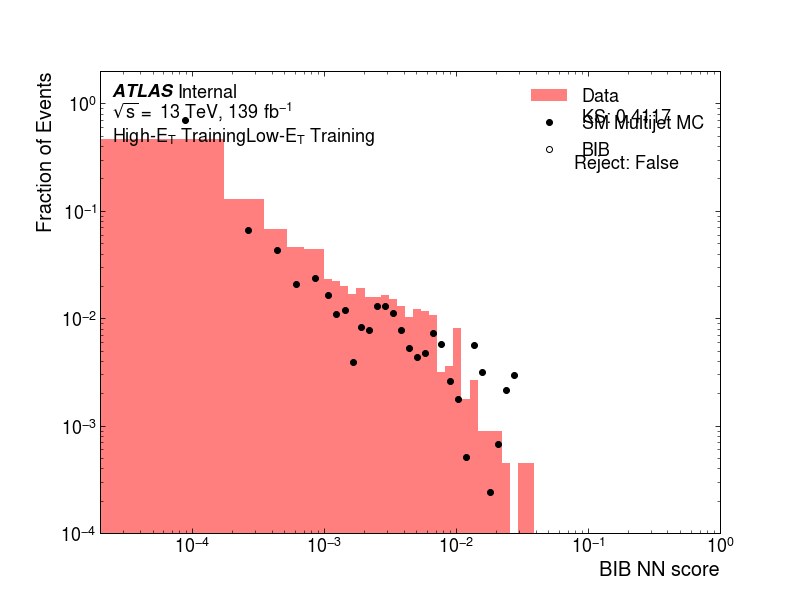 ATLAS Internal
√s = 13 TeV, 139 fb⁻¹
High-E_T TrainingLow-E_T Training
Data
KS: 0.4117
SM Multijet MC
BIB
Reject: False
Fraction of Events
10⁰
10⁻¹
10⁻²
10⁻³
10⁻⁴
10⁻⁴
10⁻³
10⁻²
10⁻¹
10⁰
BIB NN score